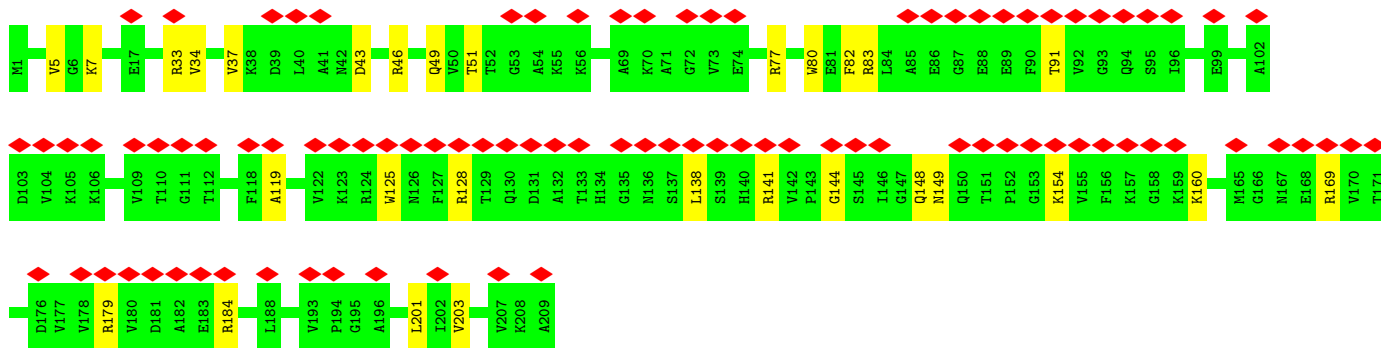 M1 V5 G6 K7 E17 R33 V34 V37 K38 D39 L40 A41 N42 D43 R46 Q49 V50 T51 T52 G53 A54 K55 K56 A69 K70 A71 G72 V73 E74 R77 W80 E81 F82 R83 L84 A85 E86 G87 E88 E89 F90 T91 V92 G93 Q94 S95 I96 E99 A102
D103 V104 K105 K106 V109 T110 G111 T112 F118 A119 V122 K123 R124 W125 N126 F127 R128 T129 Q130 D131 A132 T133 H134 G135 N136 S137 L138 S139 H140 R141 V142 P143 G144 S145 I146 G147 Q148 N149 Q150 T151 P152 G153 K154 V155 F156 K157 G158 K159 K160 M165 G166 N167 E168 R169 V170 T171
D176 V177 V178 R179 V180 D181 A182 E183 R184 L188 V193 P194 G195 A196 L201 I202 V203 V207 K208 A209